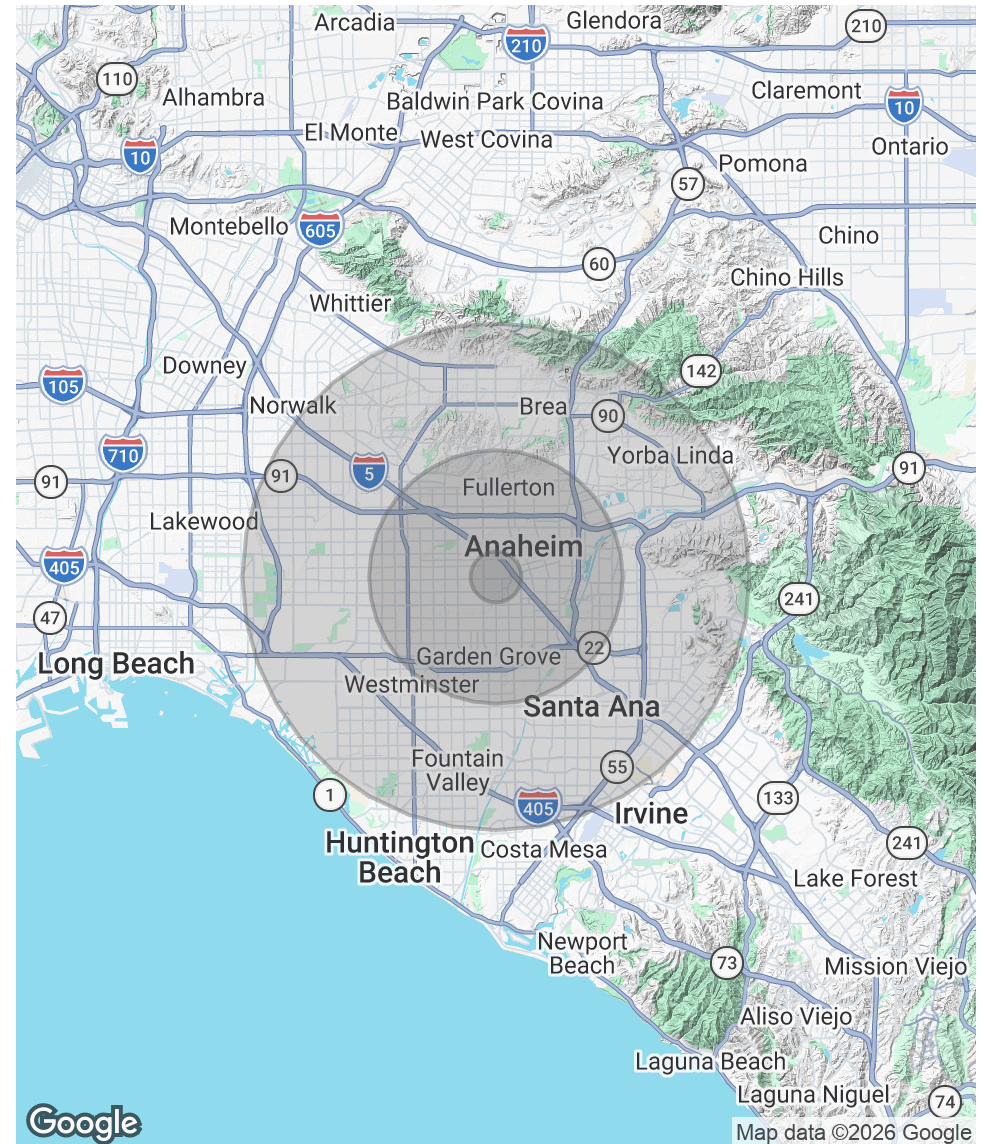 Arcadia
Glendora
210
210
110
Alhambra
Baldwin Park
Covina
Claremont
10
El Monte
West Covina
10
Ontario
Pomona
57
Montebello
605
Chino
60
Chino Hills
Whittier
Downey
142
105
Norwalk
Brea
90
710
Yorba Linda
91
5
91
91
Fullerton
Lakewood
Anaheim
405
241
47
22
Garden Grove
Long Beach
Westminster
Santa Ana
Fountain
Valley
55
1
133
405
Irvine
Huntington
Beach
Costa Mesa
241
Lake Forest
Newport
Beach
73
Mission Viejo
Aliso Viejo
Laguna Beach
Laguna Niguel
74
Google
Map data ©2026 Google